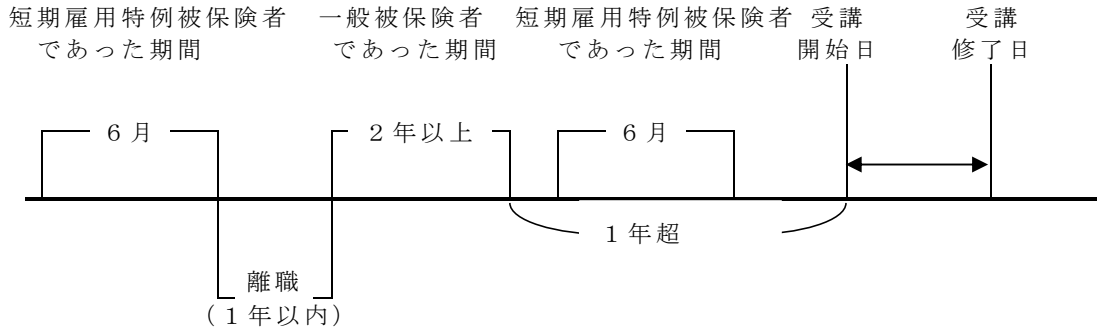 短期雇用特例被保険者
であった期間
一般被保険者
であった期間
短期雇用特例被保険者
であった期間
受講
開始日
受講
修了日
６月
２年以上
６月
１年超
離職
（１年以内）